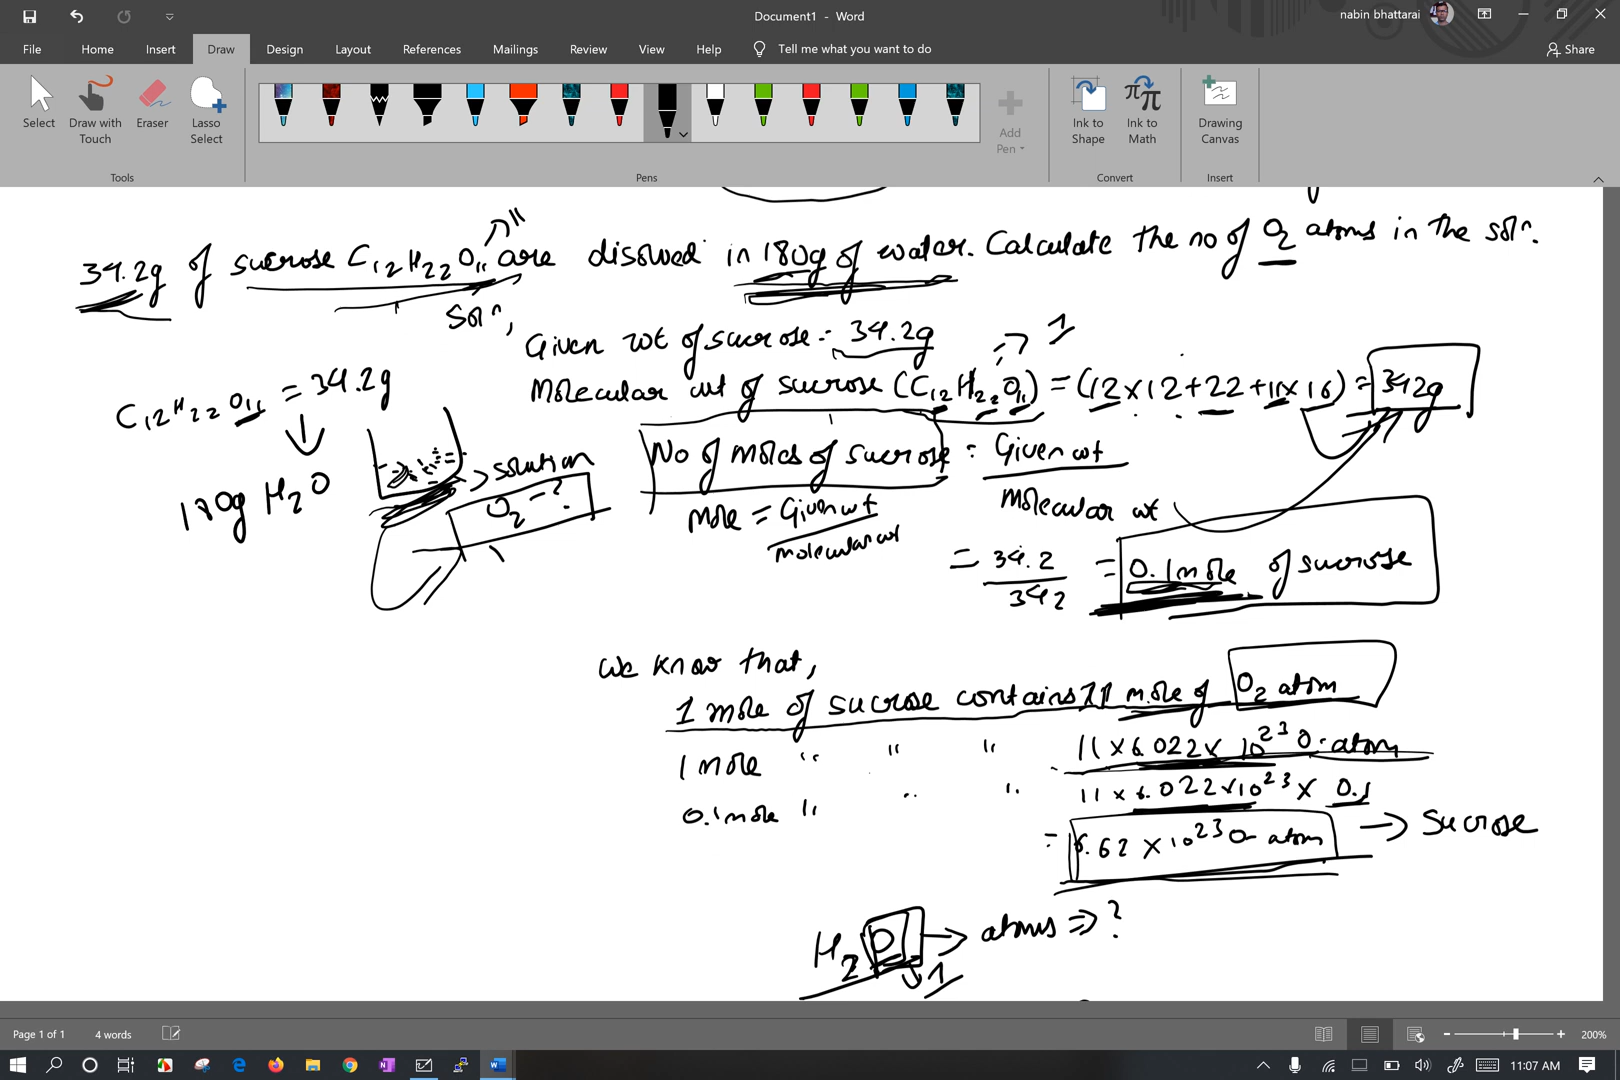 Document1 - Word
nabin bhattarai
File Home Insert Draw Design Layout References Mailings Review View Help Tell me what you want to do Share
Select Draw with Touch Eraser Lasso Select Add Pen Ink to Shape Ink to Math Drawing Canvas
Tools Pens Convert Insert
34.2g of sucrose C12H22O11 are dissolved in 180g of water. Calculate the no of O2 atoms in the solⁿ.
11
Solⁿ,
Given wt of sucrose = 34.2g
1
Molecular wt of sucrose (C12H22O11) = (12×12+22+11×16) = 342g
C12H22O11 = 34.2g
180g H2O
solution
O2 = ?
No of moles of sucrose = Given wt
Molecular wt
Mole = Given wt
molecular wt
= 34.2
342
= 0.1 mole of sucrose
we know that,
1 mole of sucrose contains 11 mole of O2 atom
1 mole " " " 11 × 6.022 × 10²³ O-atom
0.1 mole " " " 11 × 6.022×10²³ × 0.1
= 6.62 × 10²³ O-atom → sucrose
H2O → atoms ⇒ ?
1
Page 1 of 1 4 words 200%
11:07 AM